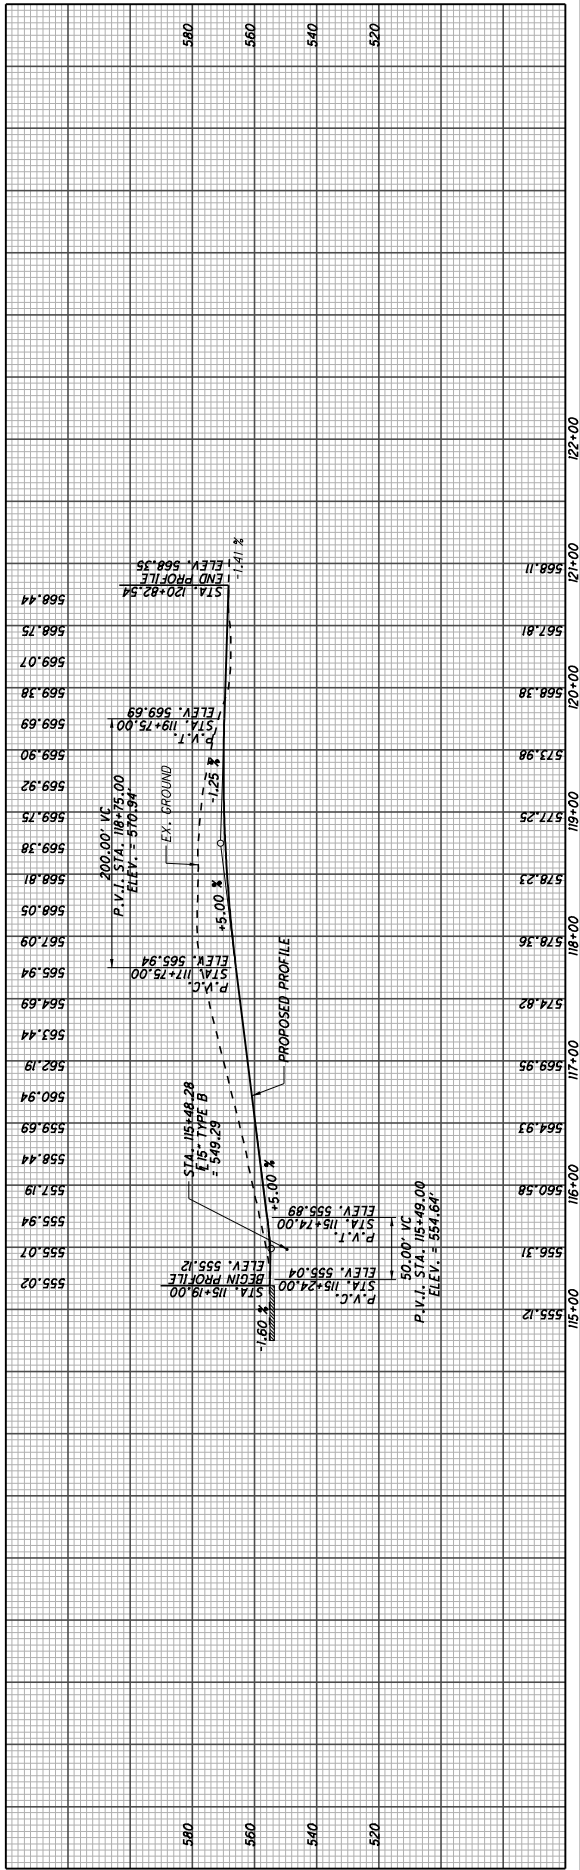 580
560
540
520
568.44
568.75
569.07
569.38
569.69
569.90
569.92
569.75
569.38
568.81
568.05
567.09
565.94
564.69
563.44
562.19
560.94
559.69
558.44
557.19
555.94
555.07
555.02
STA. 120+82.54
END PROFILE
ELEV. 568.35
-1.41 %
P.V.T.
STA. 119+75.00
ELEV. 569.69
200.00' VC
P.V.I. STA. 118+75.00
ELEV. = 570.94'
EX. GROUND
-1.25 %
+5.00 %
P.V.C.
STA. 117+75.00
ELEV. 565.94
PROPOSED PROFILE
STA. 115+48.28
15" TYPE B
= 549.29
+5.00 %
P.V.T.
STA. 115+74.00
ELEV. 555.89
STA. 115+19.00
BEGIN PROFILE
ELEV. 555.12
P.V.C.
STA. 115+24.00
ELEV. 555.04
50.00' VC
P.V.I. STA. 115+49.00
ELEV. = 554.64'
-1.60 %
568.11
567.81
568.38
573.98
577.25
578.23
578.36
574.82
569.95
564.93
560.58
556.31
555.12
122+00
121+00
120+00
119+00
118+00
117+00
116+00
115+00
580
560
540
520